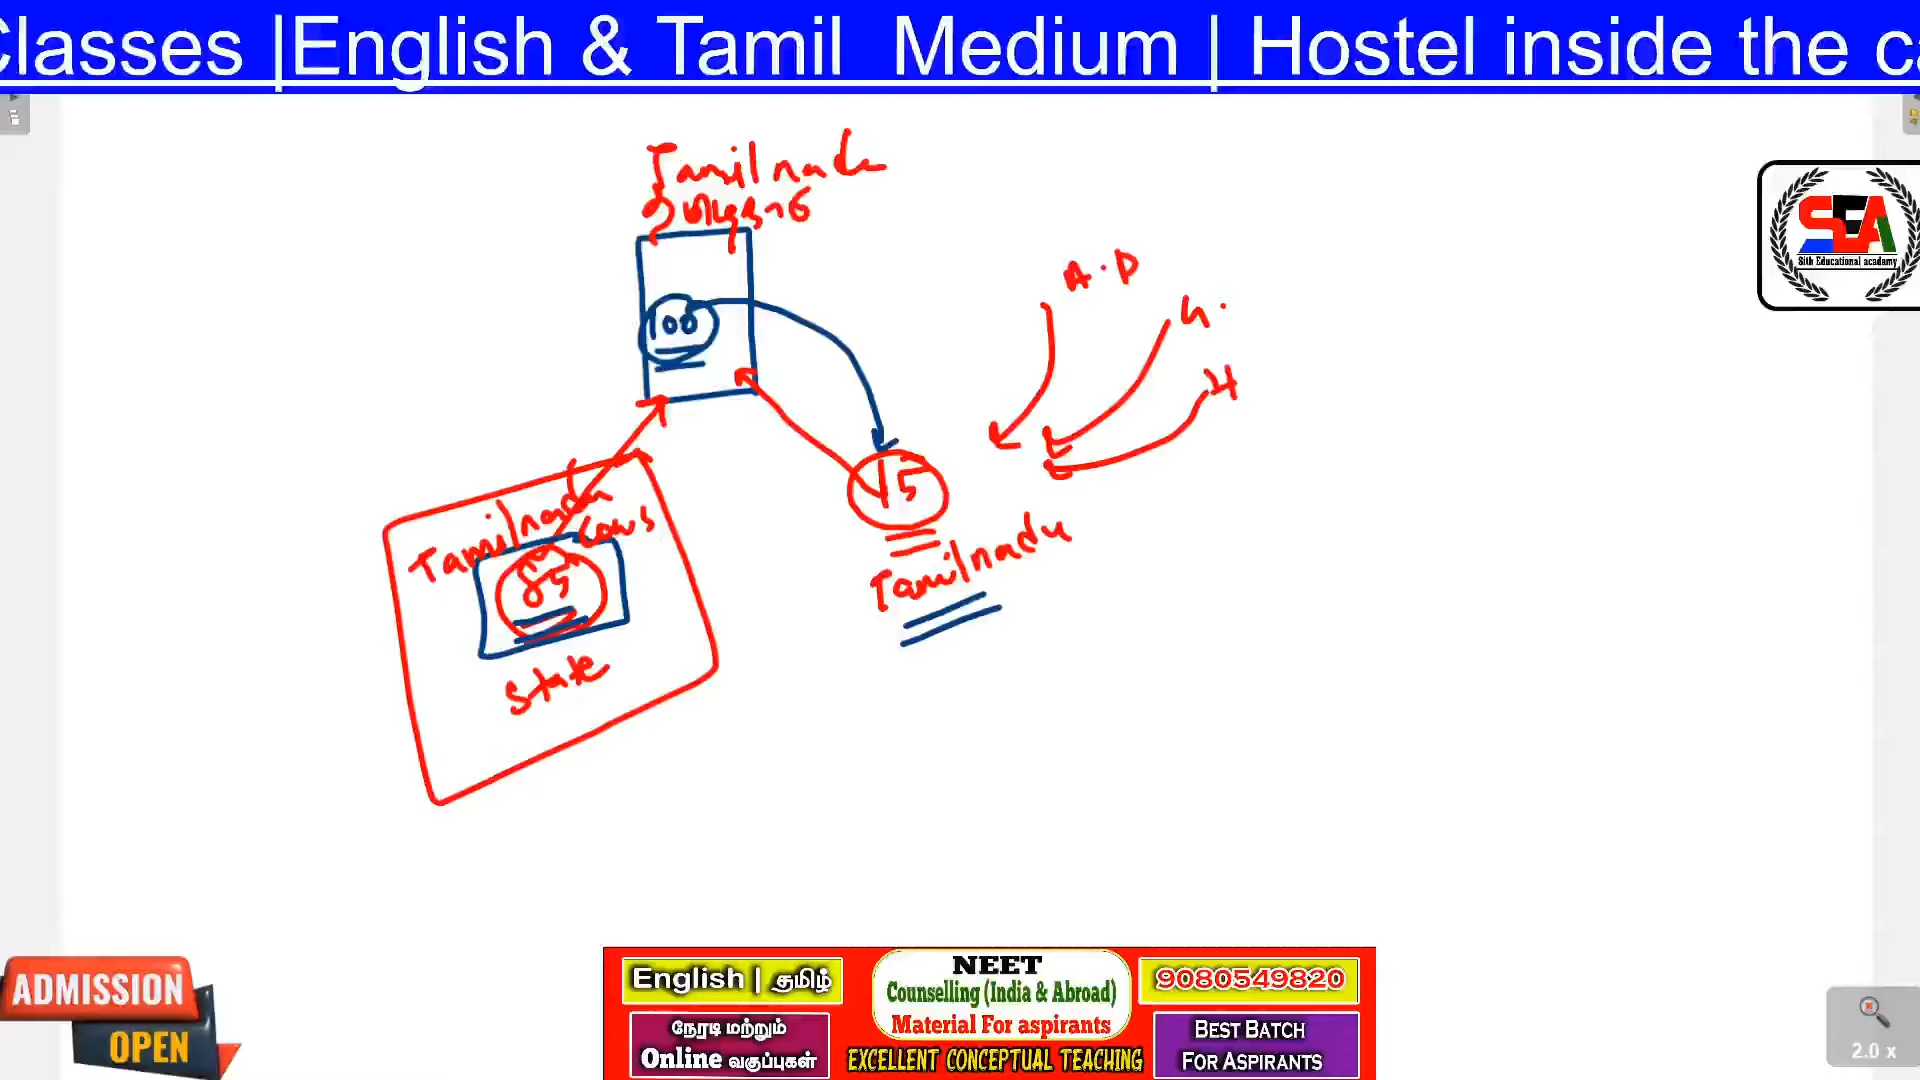 Classes |English & Tamil Medium | Hostel inside the ca
Tamilnadu
100
A.P
SEA
Sith Educational academy
15
Tamilnadu
Tamilnadu
85
State
ADMISSION
OPEN
English | தமிழ்
நேரடி மற்றும்
Online வகுப்புகள்
NEET
Counselling (India & Abroad)
Material For aspirants
EXCELLENT CONCEPTUAL TEACHING
9080549820
BEST BATCH
FOR ASPIRANTS
2.0 x